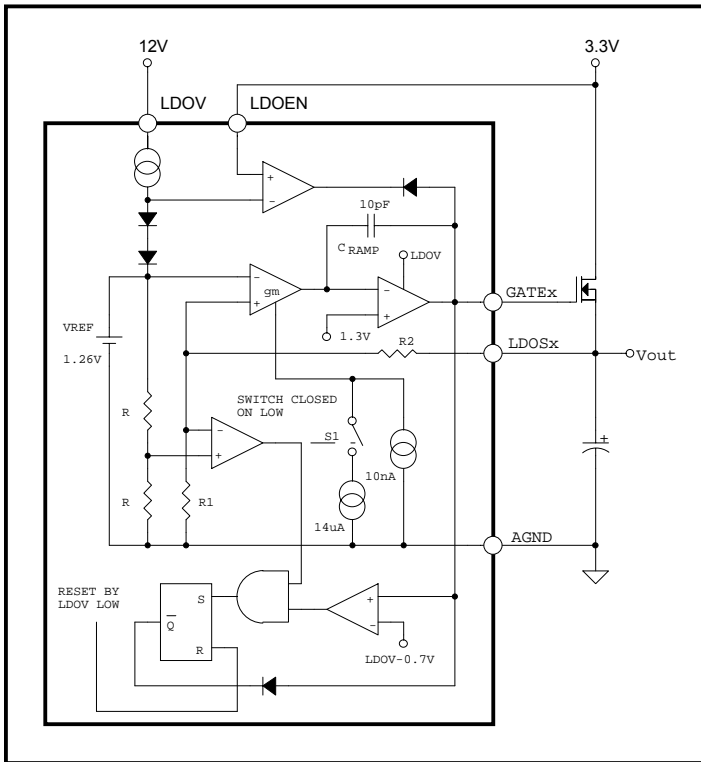 12V
3.3V
LDOV
LDOEN
+
−
10pF
C RAMP
LDOV
−
gm
+
−
+
GATEx
1.3V
VREF
1.26V
R2
LDOSx
Vout
SWITCH CLOSED
ON LOW
R
−
+
S1
10nA
+
R
R1
14uA
AGND
RESET BY
LDOV LOW
S
Q
R
+
−
LDOV-0.7V